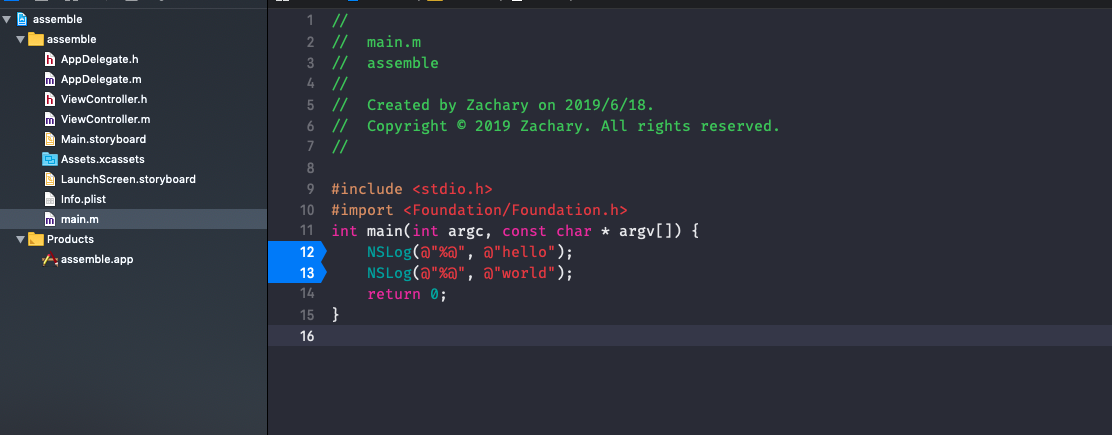 assemble
assemble
AppDelegate.h
AppDelegate.m
ViewController.h
ViewController.m
Main.storyboard
Assets.xcassets
LaunchScreen.storyboard
Info.plist
main.m
Products
assemble.app
1 //
2 //  main.m
3 //  assemble
4 //
5 //  Created by Zachary on 2019/6/18.
6 //  Copyright © 2019 Zachary. All rights reserved.
7 //
8
9 #include <stdio.h>
10 #import <Foundation/Foundation.h>
11 int main(int argc, const char * argv[]) {
12     NSLog(@"%@", @"hello");
13     NSLog(@"%@", @"world");
14     return 0;
15 }
16